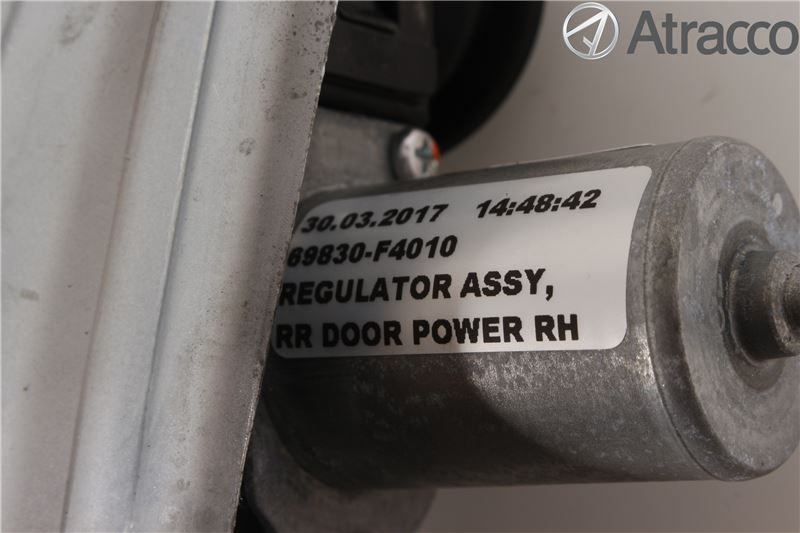 Atracco
30.03.2017 14:48:42
69830-F4010
REGULATOR ASSY,
RR DOOR POWER RH